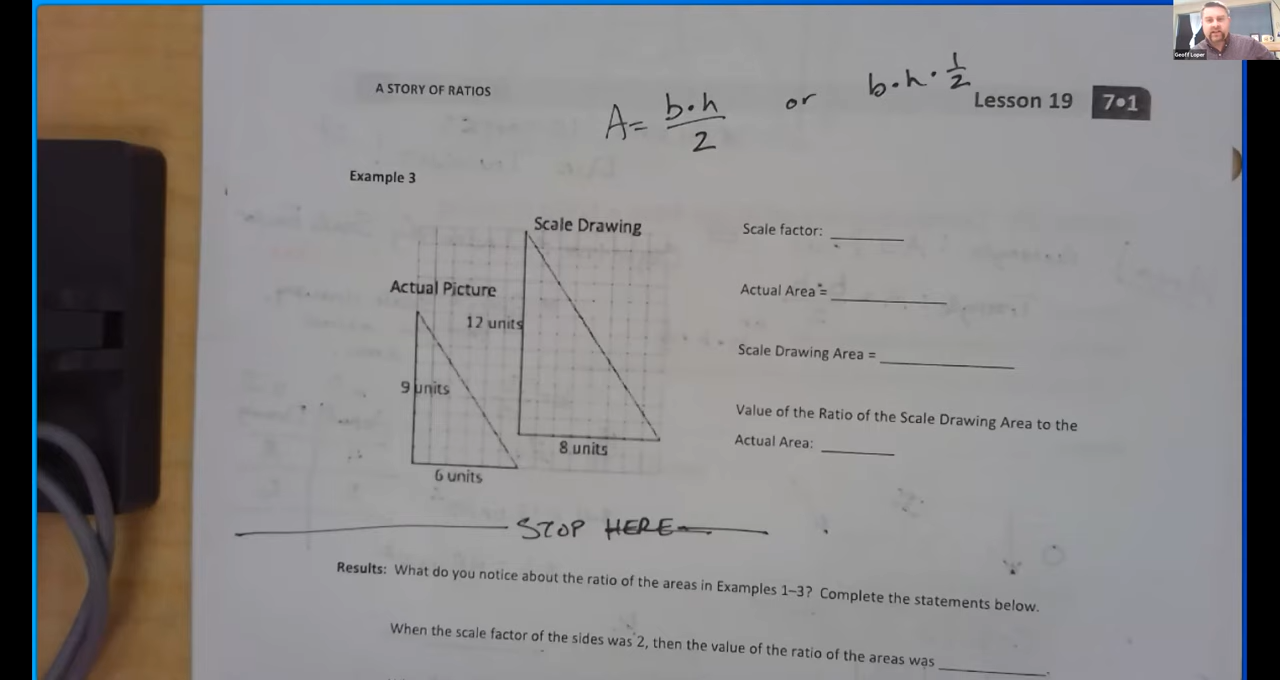 Geoff Loper
A STORY OF RATIOS
A= b•h/2 or b•h•1/2
Lesson 19 7•1
Example 3
Scale Drawing
Scale factor: ______
Actual Picture
Actual Area = ______
12 units
Scale Drawing Area = ______
9 units
Value of the Ratio of the Scale Drawing Area to the
Actual Area: ______
8 units
6 units
STOP HERE
Results: What do you notice about the ratio of the areas in Examples 1–3? Complete the statements below.
When the scale factor of the sides was 2, then the value of the ratio of the areas was ______.